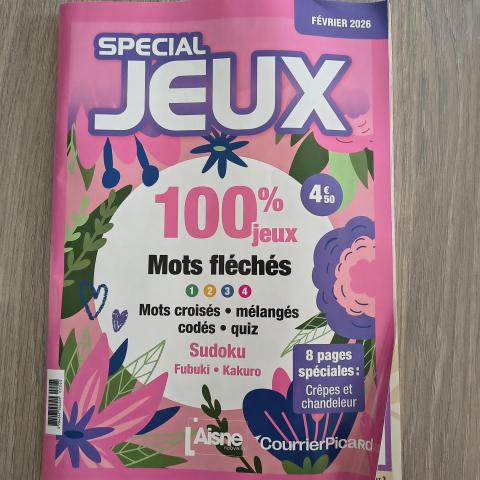 FÉVRIER 2026
SPECIAL
JEUX
100%
jeux
4€50
Mots fléchés
1 2 3 4
Mots croisés • mélangés
codés • quiz
Sudoku
Fubuki • Kakuro
8 pages
spéciales :
Crêpes et
chandeleur
L'Aisne
CourrierPicard